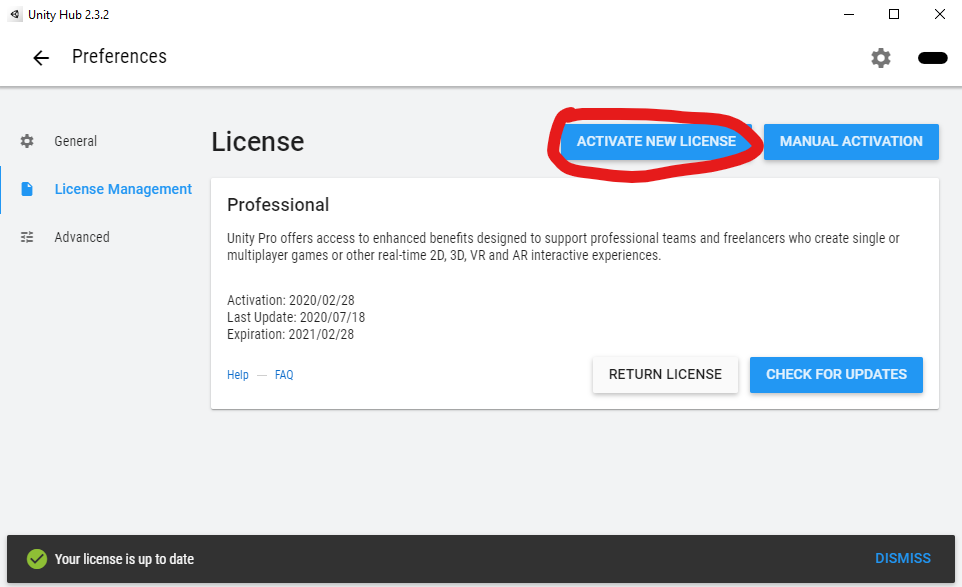 Unity Hub 2.3.2
Preferences
General
License Management
Advanced
License
ACTIVATE NEW LICENSE
MANUAL ACTIVATION
Professional
Unity Pro offers access to enhanced benefits designed to support professional teams and freelancers who create single or
multiplayer games or other real-time 2D, 3D, VR and AR interactive experiences.
Activation: 2020/02/28
Last Update: 2020/07/18
Expiration: 2021/02/28
Help — FAQ
RETURN LICENSE
CHECK FOR UPDATES
Your license is up to date
DISMISS